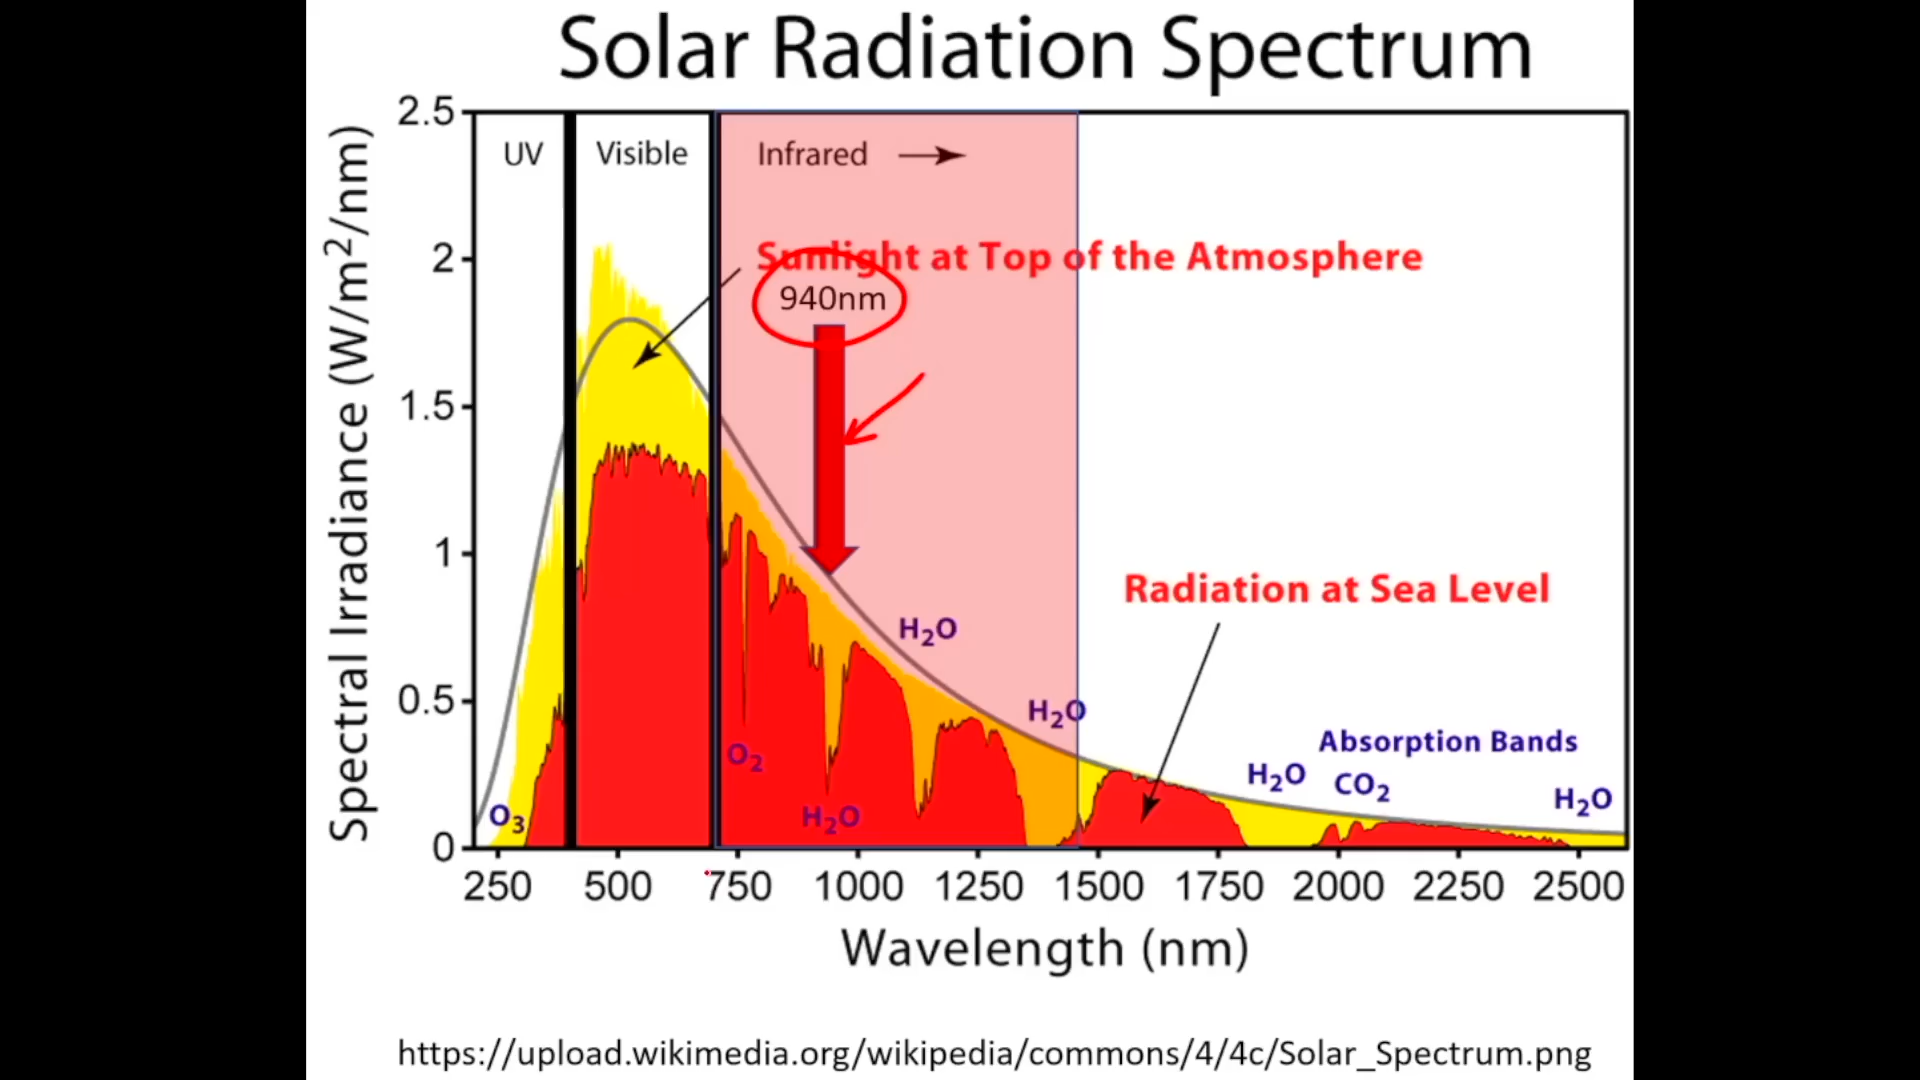 Solar Radiation Spectrum
Spectral Irradiance (W/m2/nm)
2.5
2
1.5
1
0.5
0
UV
Visible
Infrared
Sunlight at Top of the Atmosphere
940nm
Radiation at Sea Level
H2O
H2O
Absorption Bands
O2
H2O
CO2
H2O
O3
H2O
250 500 750 1000 1250 1500 1750 2000 2250 2500
Wavelength (nm)
https://upload.wikimedia.org/wikipedia/commons/4/4c/Solar_Spectrum.png